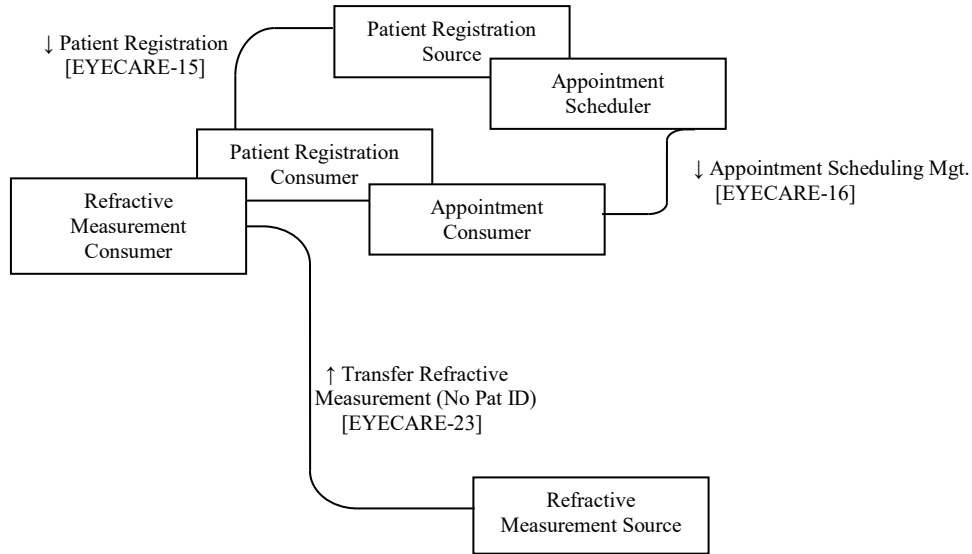 Patient Registration
Source
↓ Patient Registration
[EYECARE-15]
Appointment
Scheduler
Patient Registration
Consumer
↓ Appointment Scheduling Mgt.
[EYECARE-16]
Refractive
Measurement
Consumer
Appointment
Consumer
↑ Transfer Refractive
Measurement (No Pat ID)
[EYECARE-23]
Refractive
Measurement Source